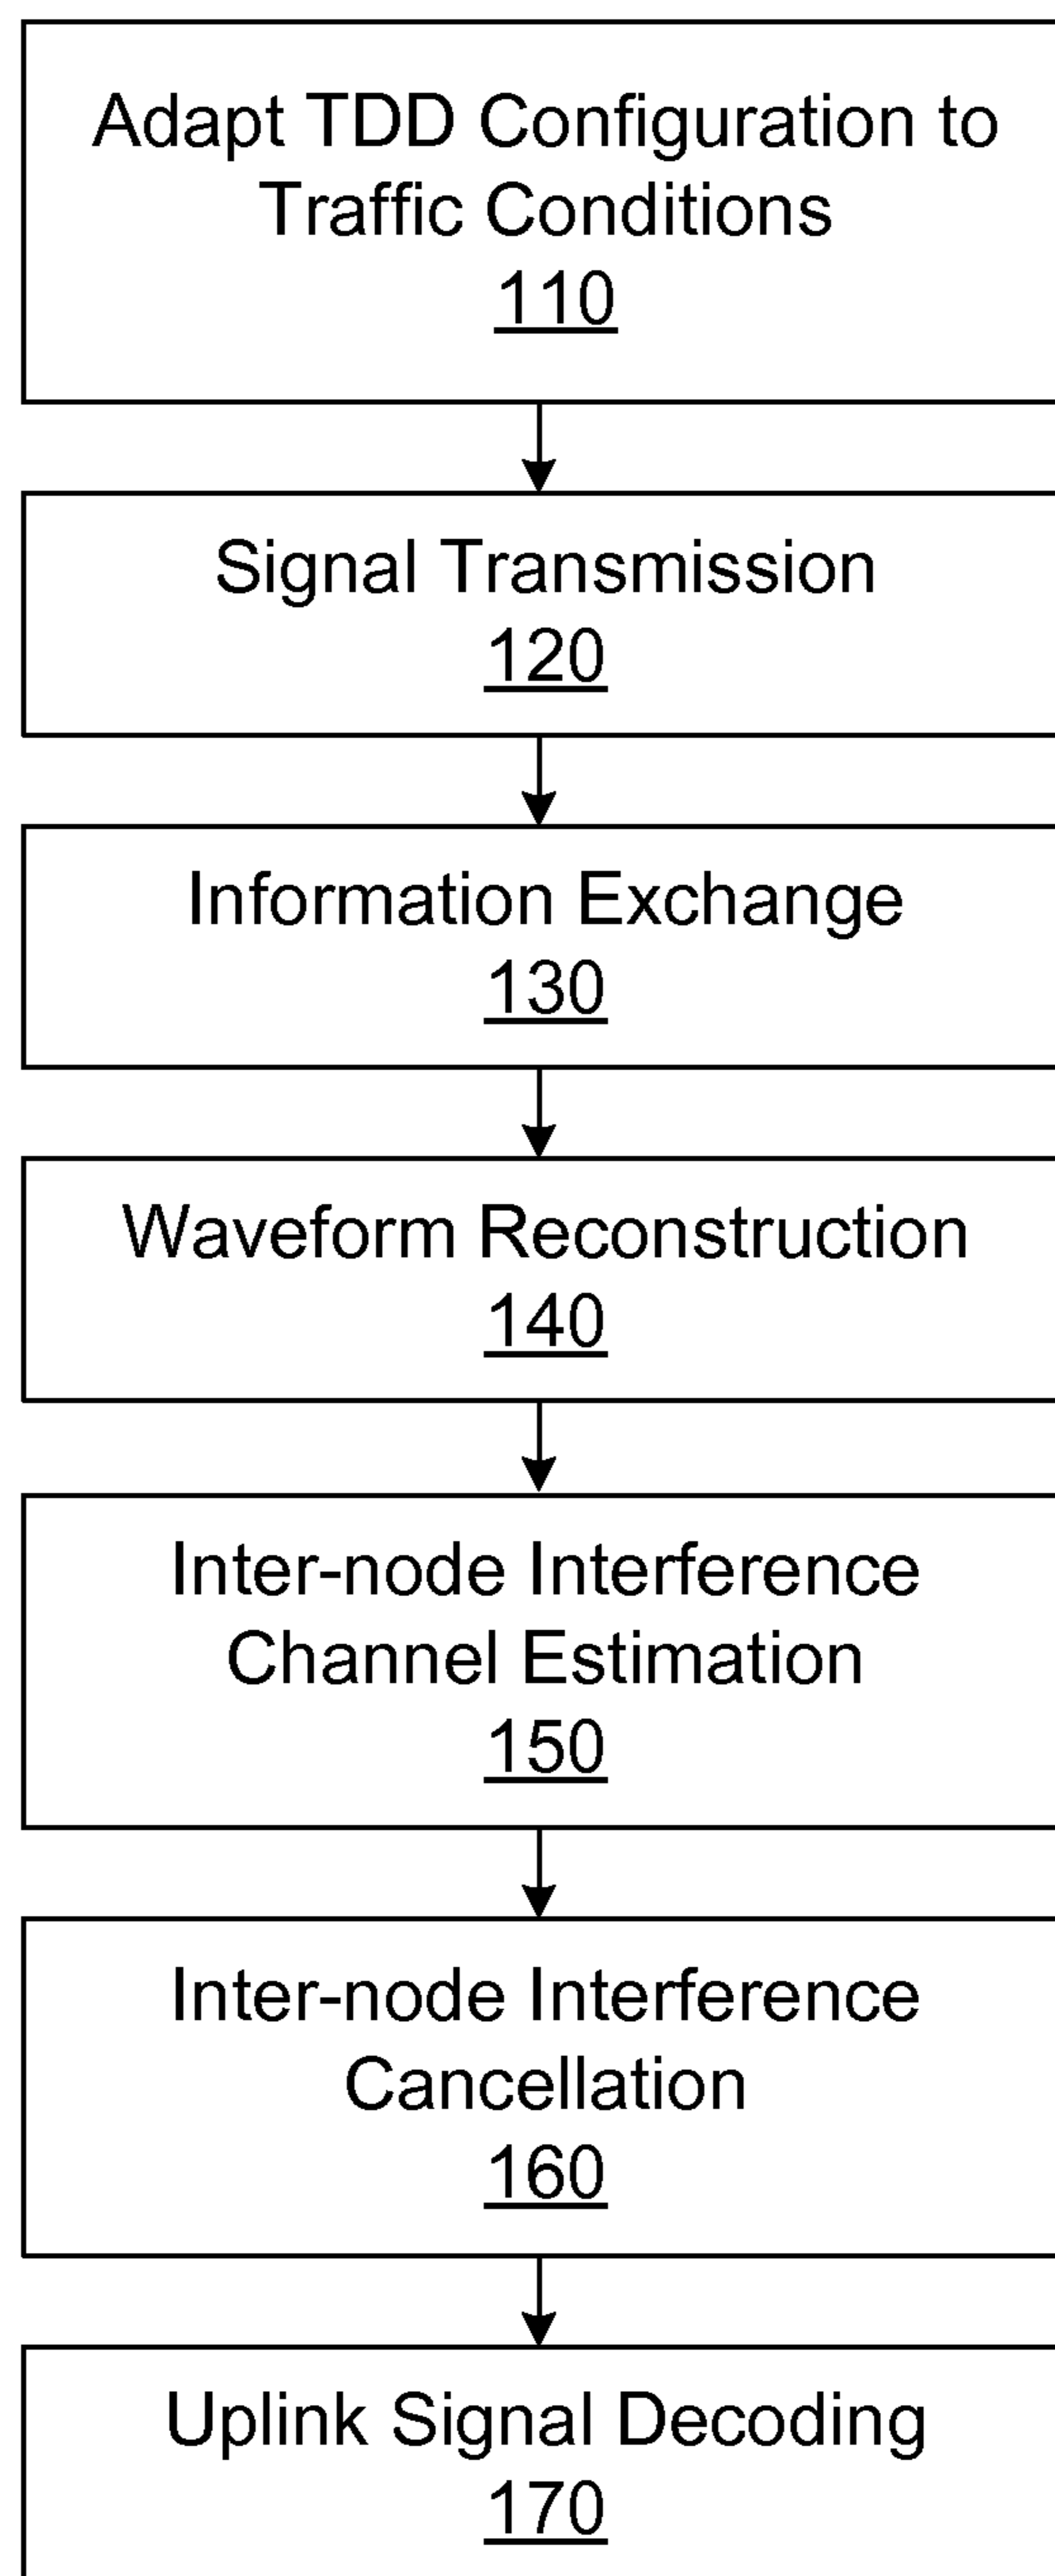 Adapt TDD Configuration to
Traffic Conditions
110
Signal Transmission
120
Information Exchange
130
Waveform Reconstruction
140
Inter-node Interference
Channel Estimation
150
Inter-node Interference
Cancellation
160
Uplink Signal Decoding
170